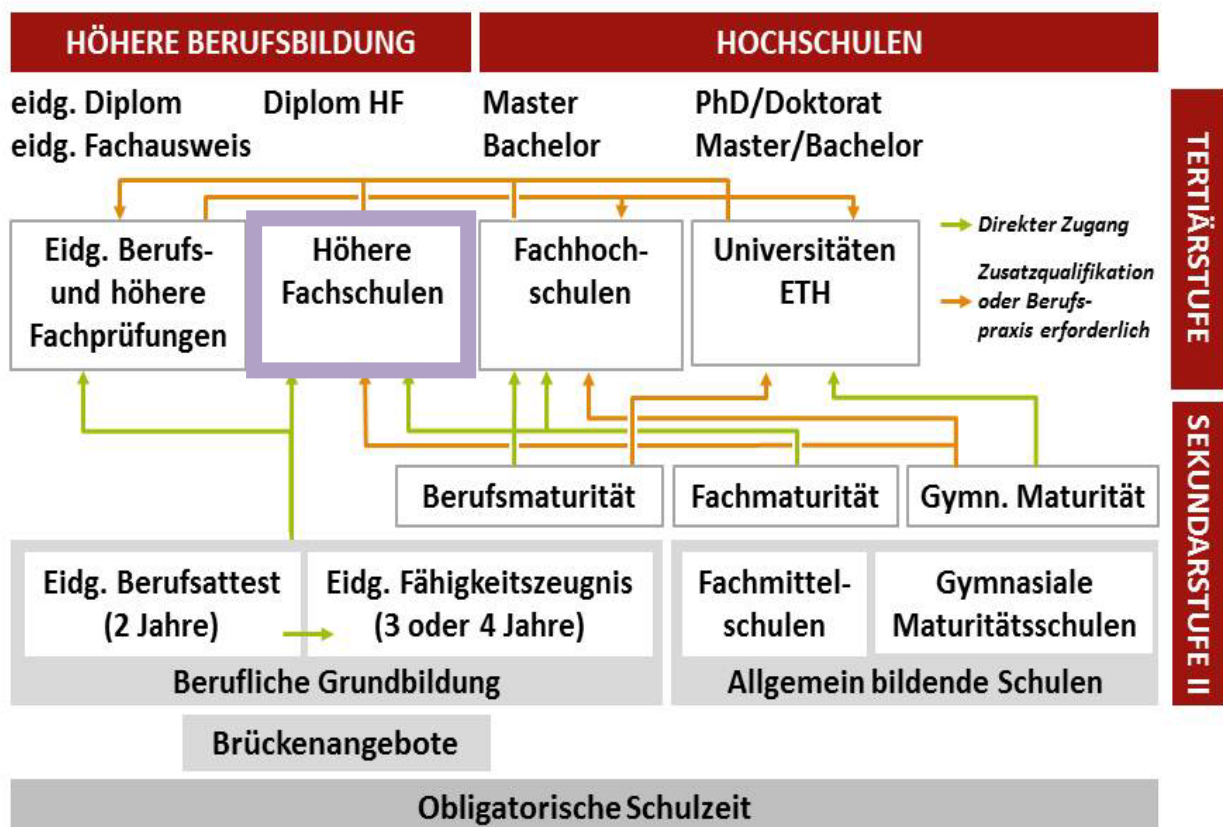 HÖHERE BERUFSBILDUNG
HOCHSCHULEN
eidg. Diplom
eidg. Fachausweis
Diplom HF
Master
Bachelor
PhD/Doktorat
Master/Bachelor
TERTIÄRSTUFE
Eidg. Berufs-
und höhere
Fachprüfungen
Höhere
Fachschulen
Fachhoch-
schulen
Universitäten
ETH
Direkter Zugang
Zusatzqualifikation
oder Berufs-
praxis erforderlich
SEKUNDARSTUFE II
Berufsmaturität
Fachmaturität
Gymn. Maturität
Eidg. Berufsattest
(2 Jahre)
Eidg. Fähigkeitszeugnis
(3 oder 4 Jahre)
Fachmittel-
schulen
Gymnasiale
Maturitätsschulen
Berufliche Grundbildung
Allgemein bildende Schulen
Brückenangebote
Obligatorische Schulzeit